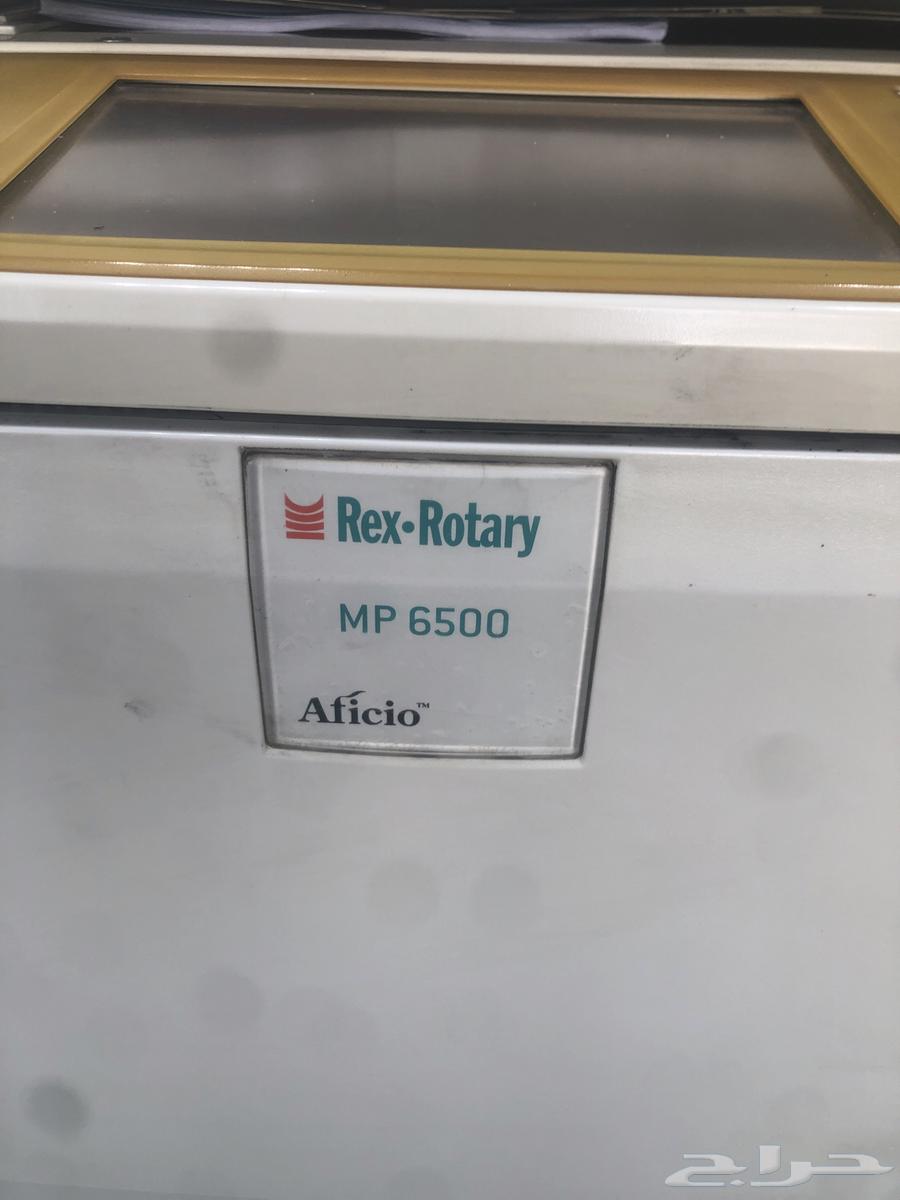 Rex•Rotary
MP 6500
Aficio™
حراج